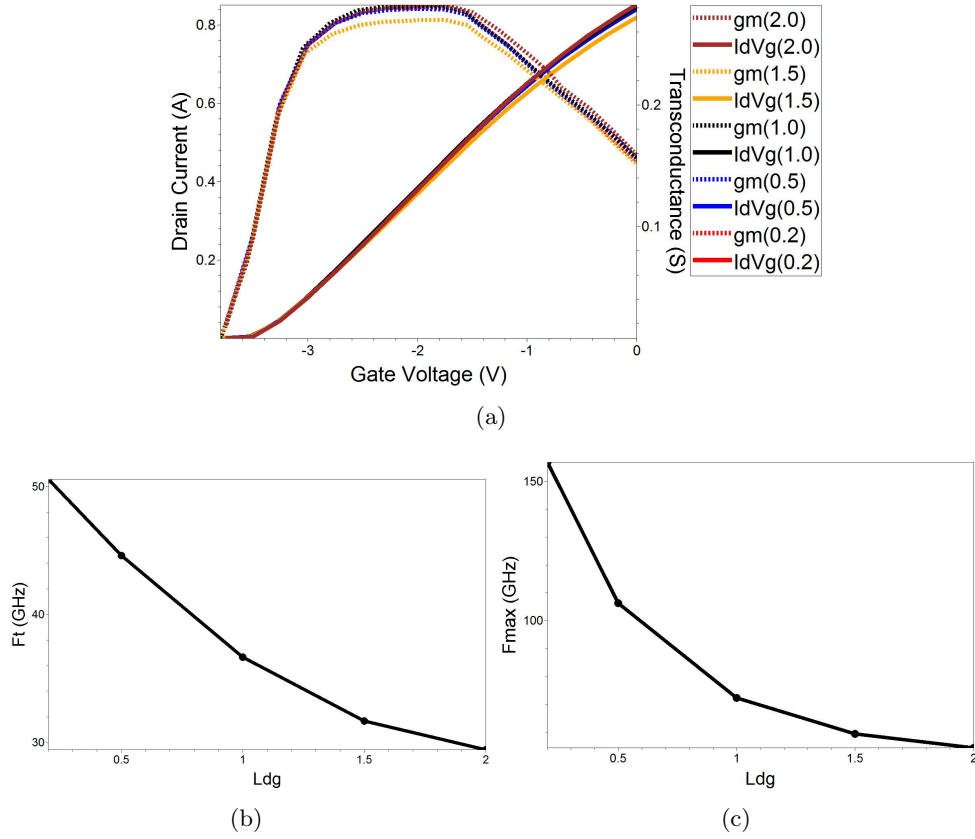 0.8
0.6
0.4
0.2
Drain Current (A)
-3
-2
-1
0
Gate Voltage (V)
0.2
0.1
Transconductance (S)
gm(2.0)
IdVg(2.0)
gm(1.5)
IdVg(1.5)
gm(1.0)
IdVg(1.0)
gm(0.5)
IdVg(0.5)
gm(0.2)
IdVg(0.2)
(a)
50
40
30
Ft (GHz)
0.5
1
1.5
2
Ldg
(b)
150
100
Fmax (GHz)
0.5
1
1.5
2
Ldg
(c)